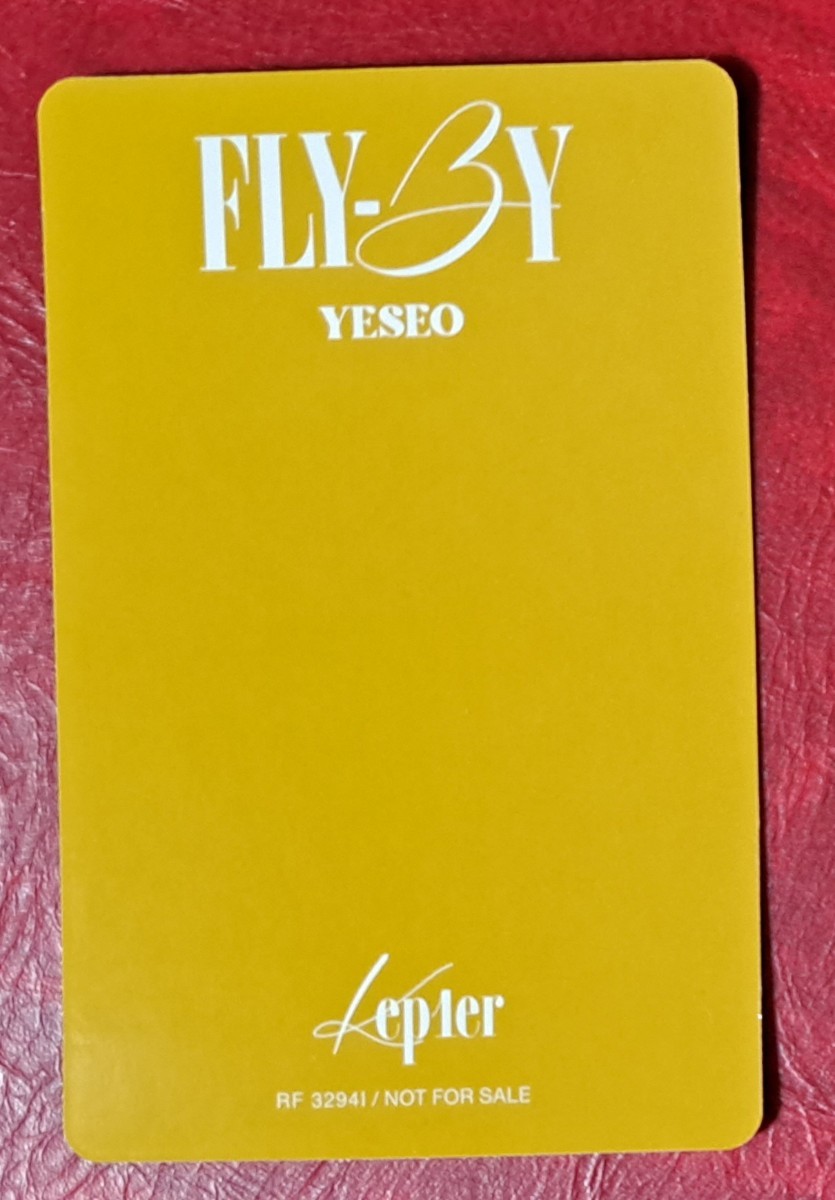 FLY-BY
YESEO
Kep1er
RF 32941 / NOT FOR SALE